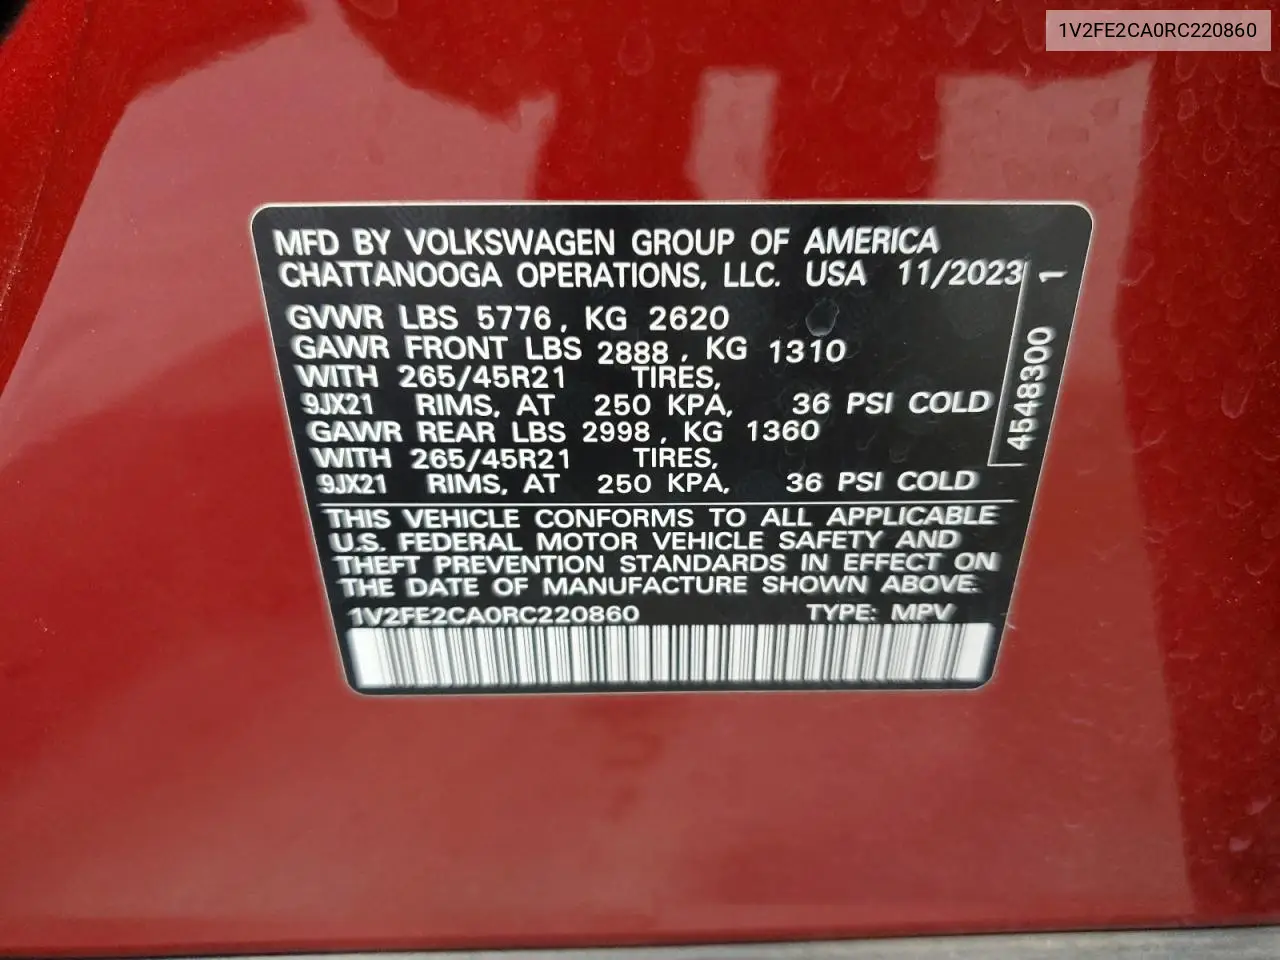 1V2FE2CA0RC220860
MFD BY VOLKSWAGEN GROUP OF AMERICA
CHATTANOOGA OPERATIONS, LLC. USA 11/2023
GVWR LBS 5776, KG 2620
GAWR FRONT LBS 2888, KG 1310
WITH 265/45R21 TIRES,
9JX21 RIMS, AT 250 KPA, 36 PSI COLD
GAWR REAR LBS 2998, KG 1360
WITH 265/45R21 TIRES,
9JX21 RIMS, AT 250 KPA, 36 PSI COLD
4548300 1
THIS VEHICLE CONFORMS TO ALL APPLICABLE
U.S. FEDERAL MOTOR VEHICLE SAFETY AND
THEFT PREVENTION STANDARDS IN EFFECT ON
THE DATE OF MANUFACTURE SHOWN ABOVE.
1V2FE2CA0RC220860 TYPE: MPV